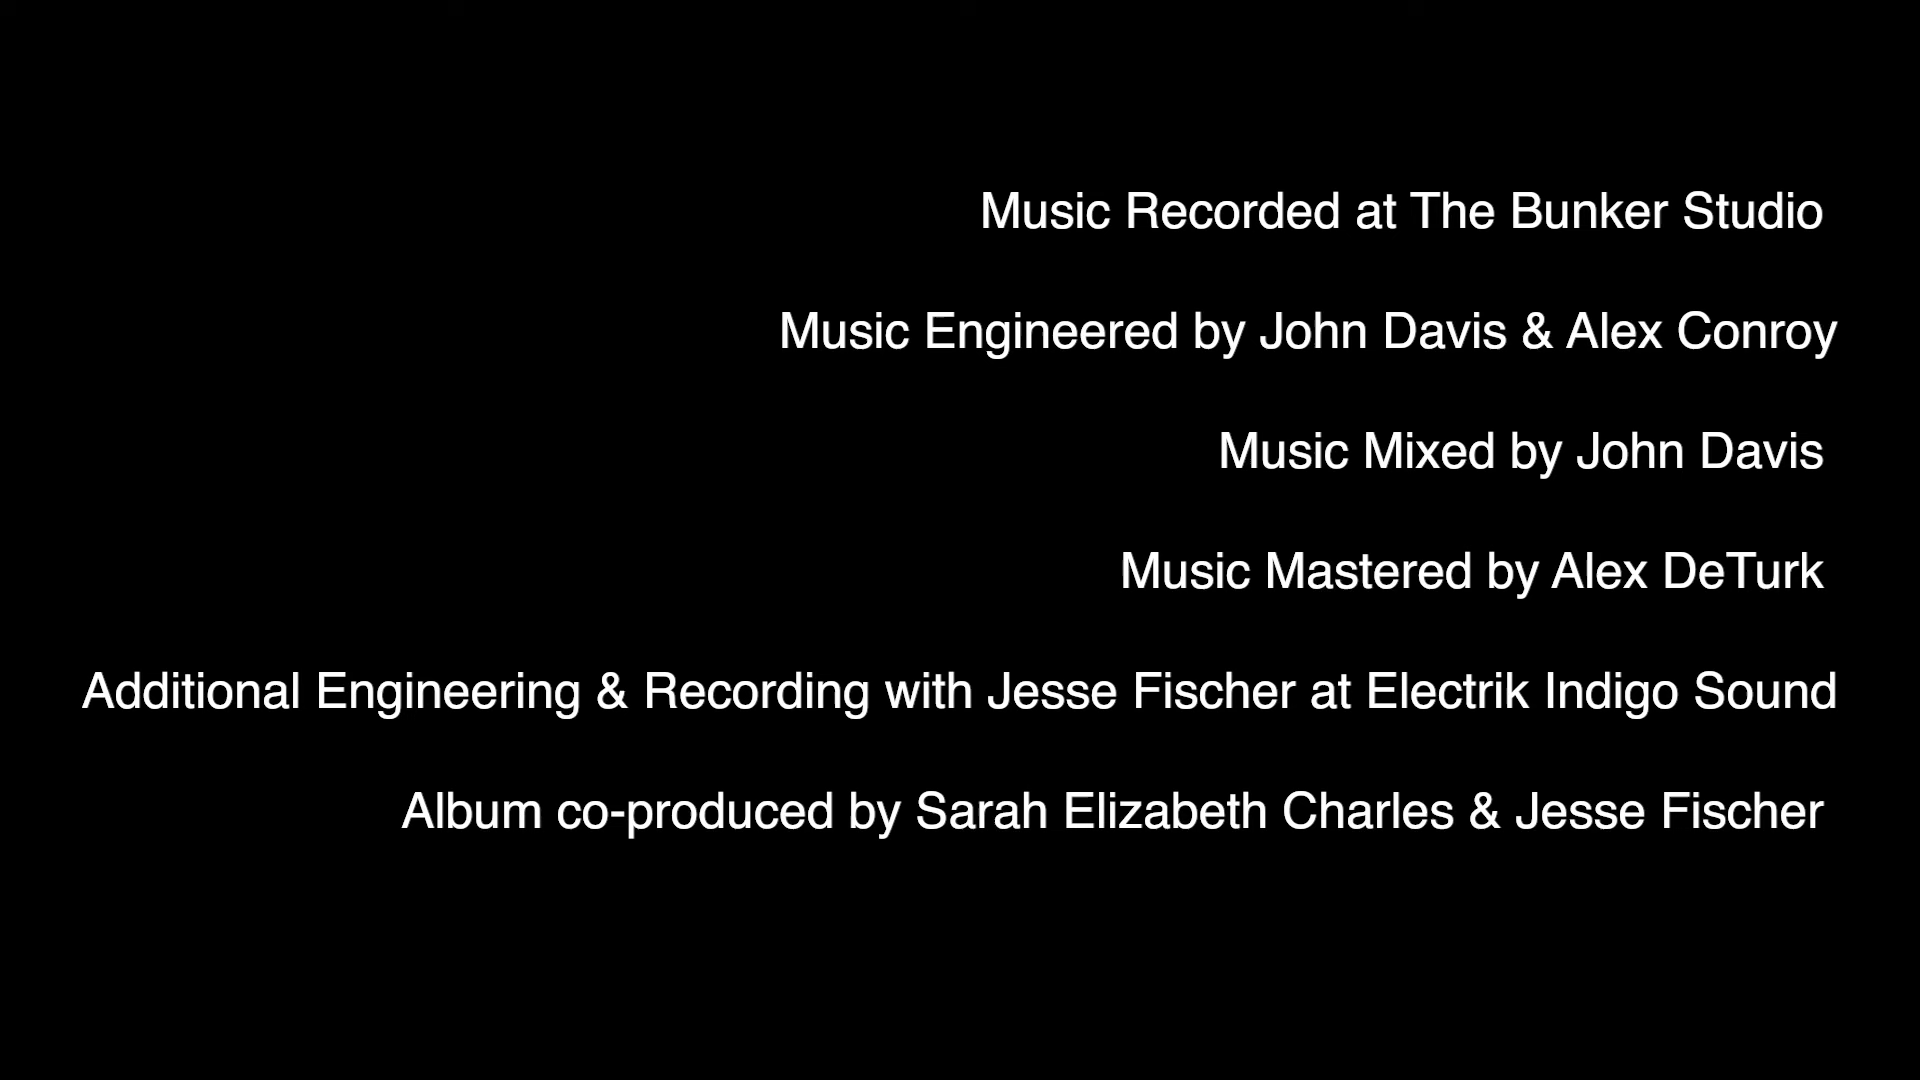 Music Recorded at The Bunker Studio
Music Engineered by John Davis & Alex Conroy
Music Mixed by John Davis
Music Mastered by Alex DeTurk
Additional Engineering & Recording with Jesse Fischer at Electrik Indigo Sound
Album co-produced by Sarah Elizabeth Charles & Jesse Fischer